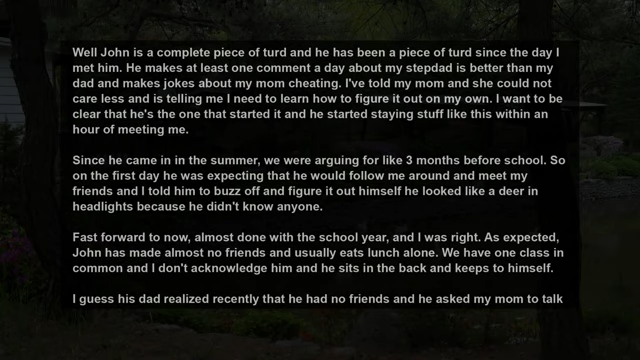 Well John is a complete piece of turd and he has been a piece of turd since the day I
met him. He makes at least one comment a day about my stepdad is better than my
dad and makes jokes about my mom cheating. I've told my mom and she could not
care less and is telling me I need to learn how to figure it out on my own. I want to be
clear that he's the one that started it and he started staying stuff like this within an
hour of meeting me.

Since he came in in the summer, we were arguing for like 3 months before school. So
on the first day he was expecting that he would follow me around and meet my
friends and I told him to buzz off and figure it out himself he looked like a deer in
headlights because he didn't know anyone.

Fast forward to now, almost done with the school year, and I was right. As expected,
John has made almost no friends and usually eats lunch alone. We have one class in
common and I don't acknowledge him and he sits in the back and keeps to himself.

I guess his dad realized recently that he had no friends and he asked my mom to talk